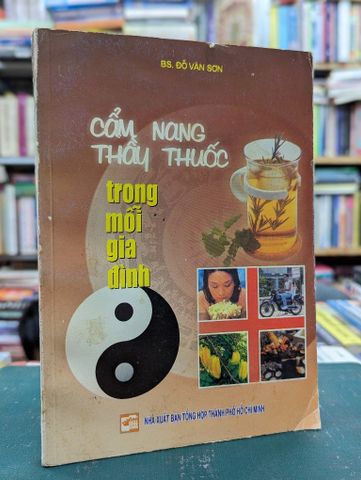 BS. ĐỖ VĂN SƠN
CẨM NANG
THẦY THUỐC
trong
mỗi
gia
đình
NHÀ XUẤT BẢN TỔNG HỢP THÀNH PHỐ HỒ CHÍ MINH